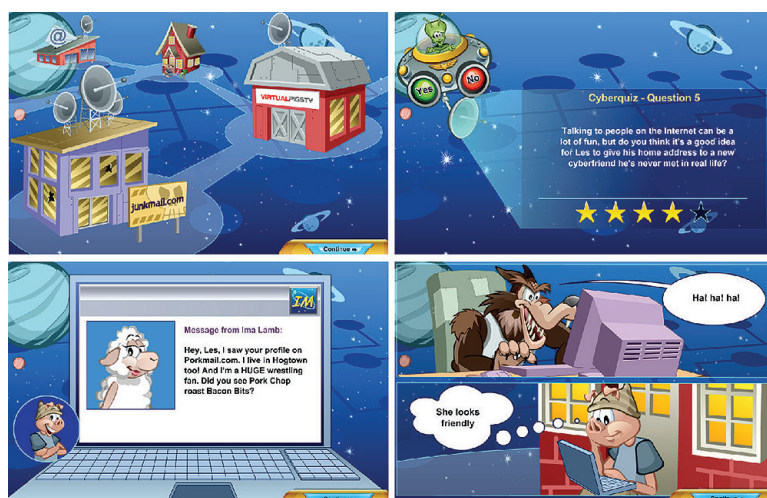 @
VIRTUALPIGSTY
junkmail.com
Continue
Yes
No
Cyberquiz - Question 5
Talking to people on the Internet can be a
lot of fun, but do you think it's a good idea
for Les to give his home address to a new
cyberfriend he's never met in real life?
IM
Message from Ima Lamb:
Hey, Les, I saw your profile on
Porkmail.com. I live in Hogtown
too! And I'm a HUGE wrestling
fan. Did you see Pork Chop
roast Bacon Bits?
Ha! ha! ha!
She looks
friendly